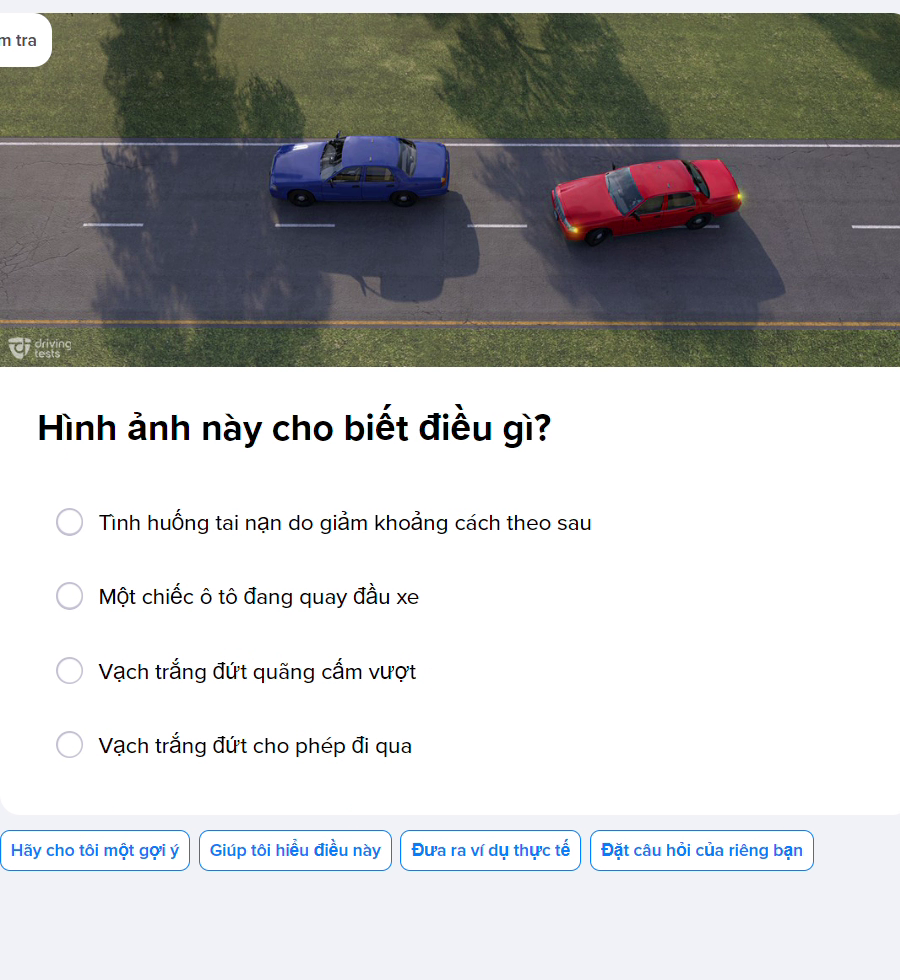 m tra
driving
tests
Hình ảnh này cho biết điều gì?
Tình huống tai nạn do giảm khoảng cách theo sau
Một chiếc ô tô đang quay đầu xe
Vạch trắng đứt quãng cấm vượt
Vạch trắng đứt cho phép đi qua
Hãy cho tôi một gợi ý
Giúp tôi hiểu điều này
Đưa ra ví dụ thực tế
Đặt câu hỏi của riêng bạn